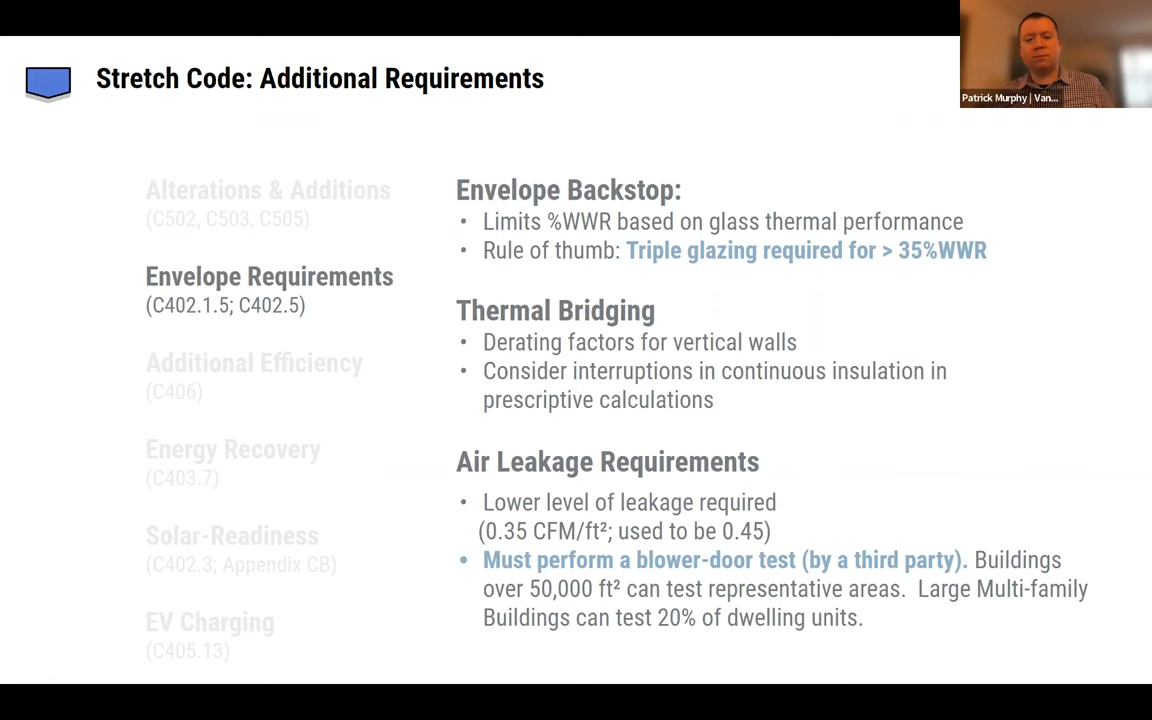 Stretch Code: Additional Requirements
Patrick Murphy | Van...
Alterations & Additions
(C502, C503, C505)
Envelope Requirements
(C402.1.5; C402.5)
Additional Efficiency
(C406)
Energy Recovery
(C403.7)
Solar-Readiness
(C402.3; Appendix CB)
EV Charging
(C405.13)
Envelope Backstop:
• Limits %WWR based on glass thermal performance
• Rule of thumb: Triple glazing required for > 35%WWR
Thermal Bridging
• Derating factors for vertical walls
• Consider interruptions in continuous insulation in
prescriptive calculations
Air Leakage Requirements
• Lower level of leakage required
(0.35 CFM/ft²; used to be 0.45)
• Must perform a blower-door test (by a third party). Buildings
over 50,000 ft² can test representative areas. Large Multi-family
Buildings can test 20% of dwelling units.